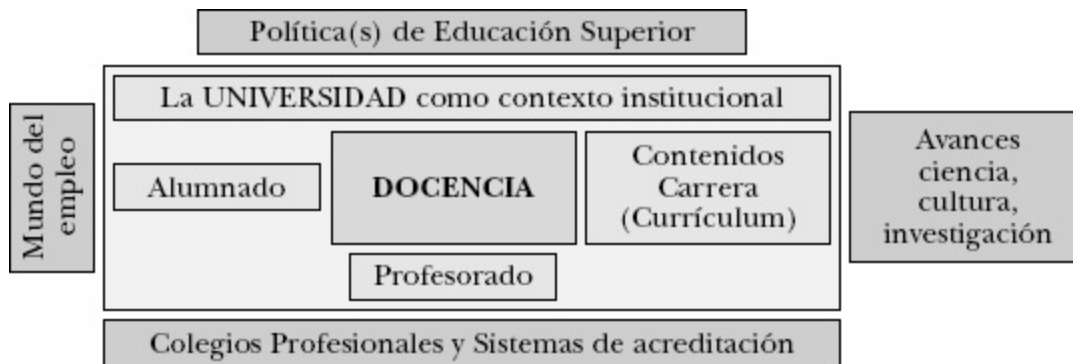 Política(s) de Educación Superior
La UNIVERSIDAD como contexto institucional
Mundo del
empleo
Alumnado
DOCENCIA
Contenidos
Carrera
(Currículum)
Avances
ciencia,
cultura,
investigación
Profesorado
Colegios Profesionales y Sistemas de acreditación